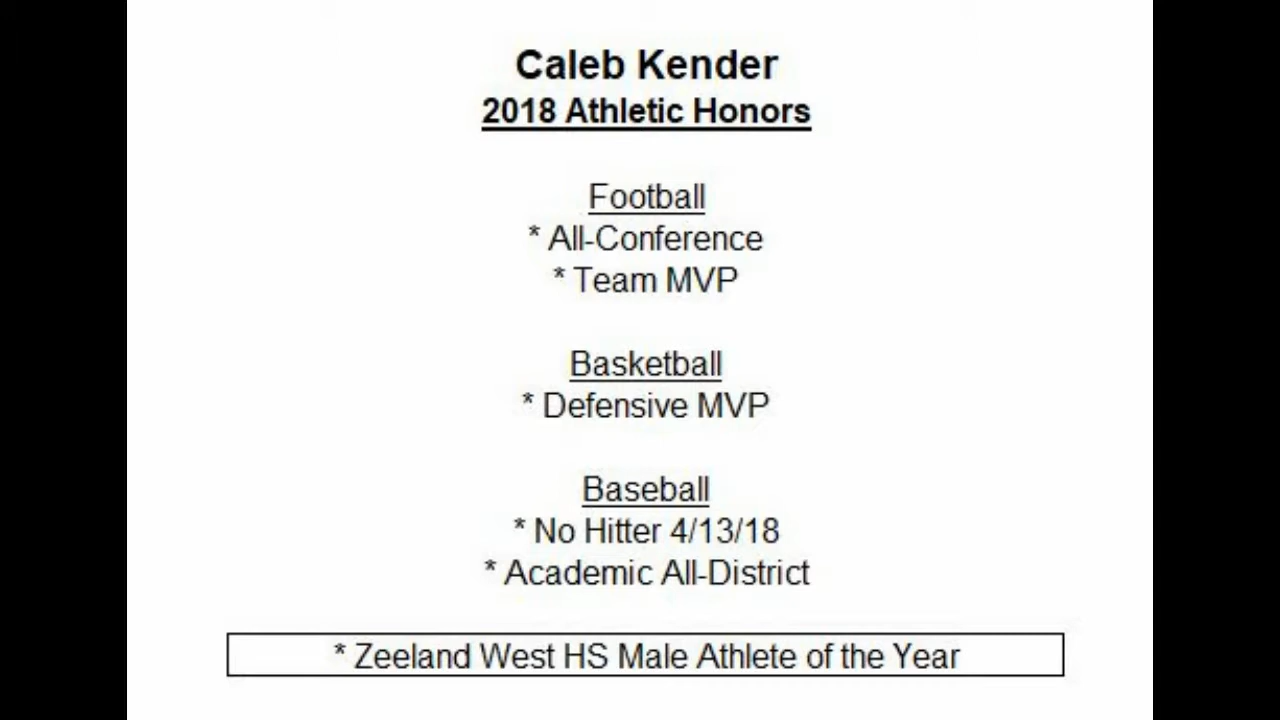 Caleb Kender
2018 Athletic Honors
Football
* All-Conference
* Team MVP
Basketball
* Defensive MVP
Baseball
* No Hitter 4/13/18
* Academic All-District
* Zeeland West HS Male Athlete of the Year